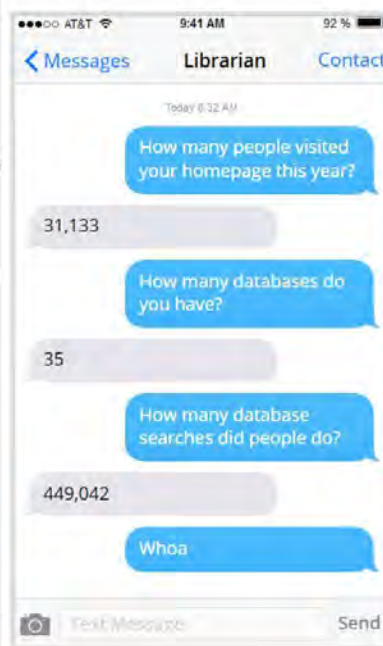 AT&T 9:41 AM 92 %
Messages Librarian Contact
Today 8:32 AM
How many people visited
your homepage this year?
31,133
How many databases do
you have?
35
How many database
searches did people do?
449,042
Whoa
Text Message Send